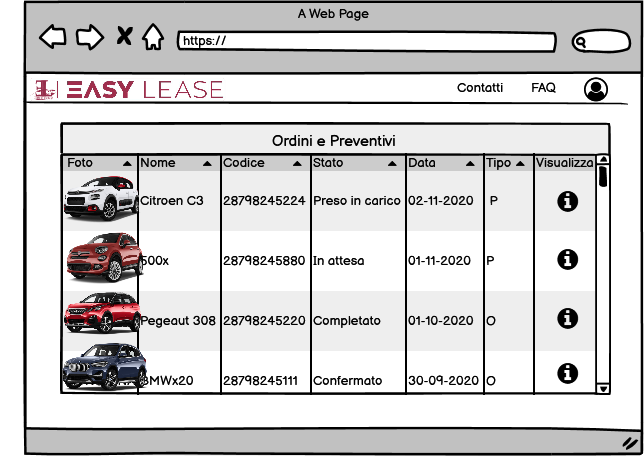 A Web Page
https://
EASY LEASE
Contatti FAQ
Ordini e Preventivi
Foto Nome Codice Stato Data Tipo Visualizza
Citroen C3 28798245224 Preso in carico 02-11-2020 P
500x 28798245880 In attesa 01-11-2020 P
Pegeaut 308 28798245220 Completato 01-10-2020 O
BMWx20 28798245111 Confermato 30-09-2020 O